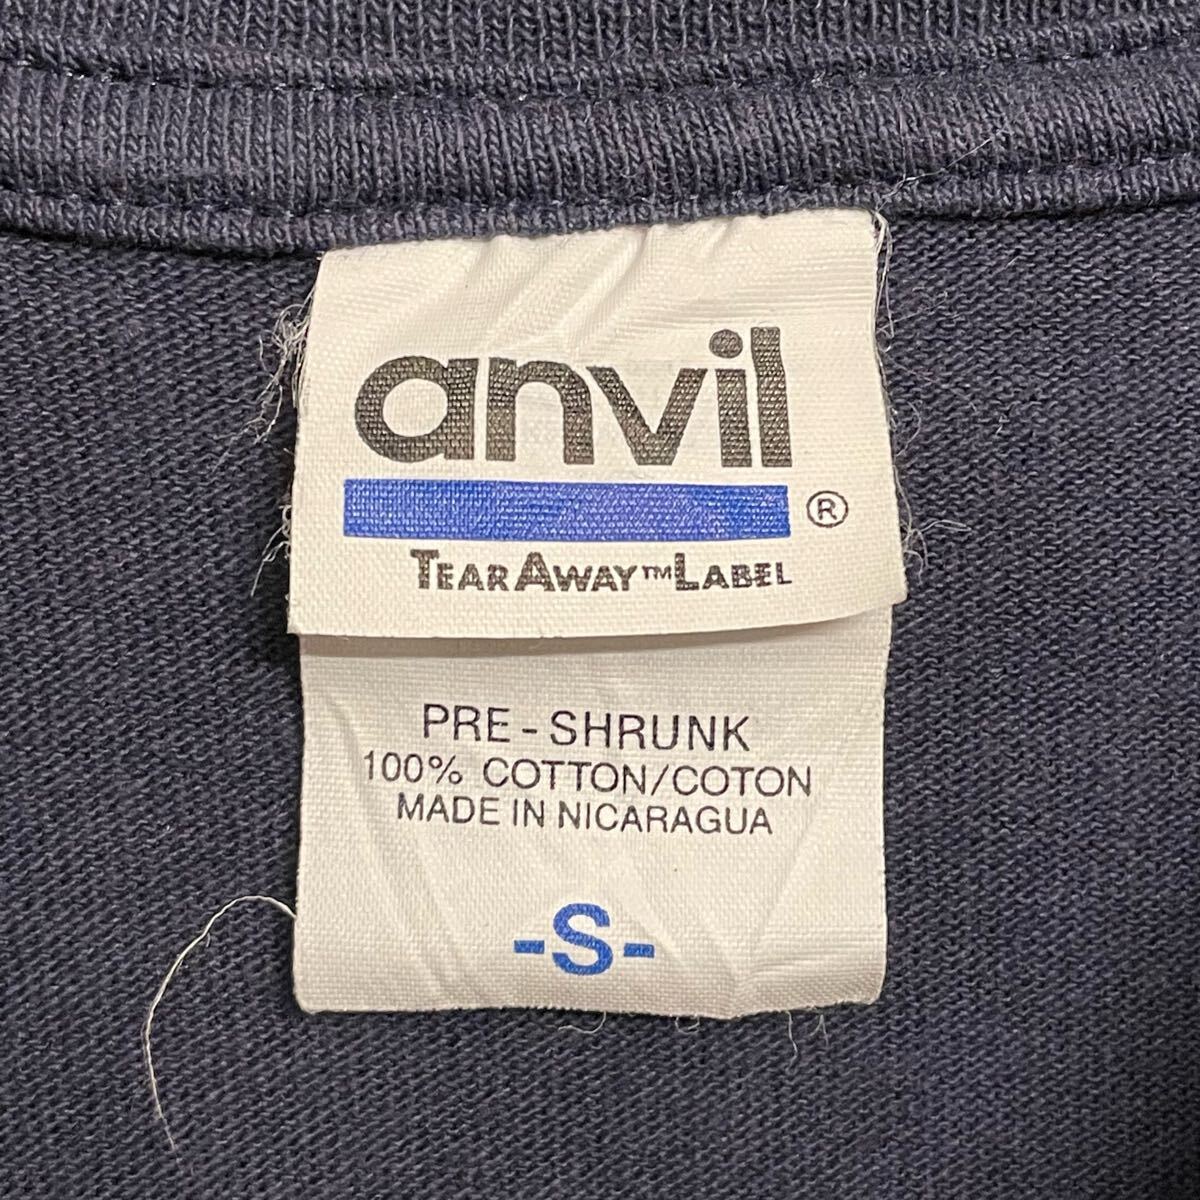 anvil
®
TEARAWAY™LABEL
PRE-SHRUNK
100% COTTON/COTON
MADE IN NICARAGUA
-S-